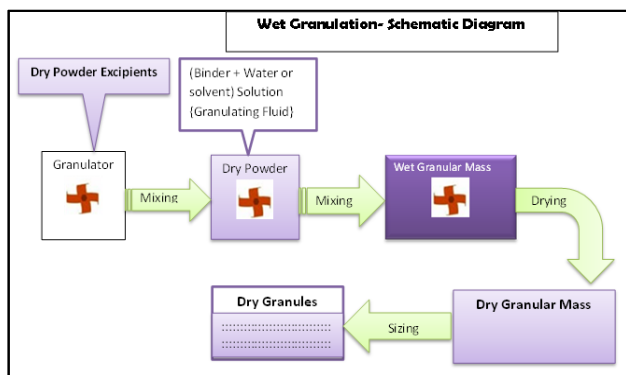 Wet Granulation- Schematic Diagram
Dry Powder Excipients
(Binder + Water or
solvent) Solution
{Granulating Fluid}
Granulator
Mixing
Dry Powder
Mixing
Wet Granular Mass
Drying
Dry Granules
Sizing
Dry Granular Mass